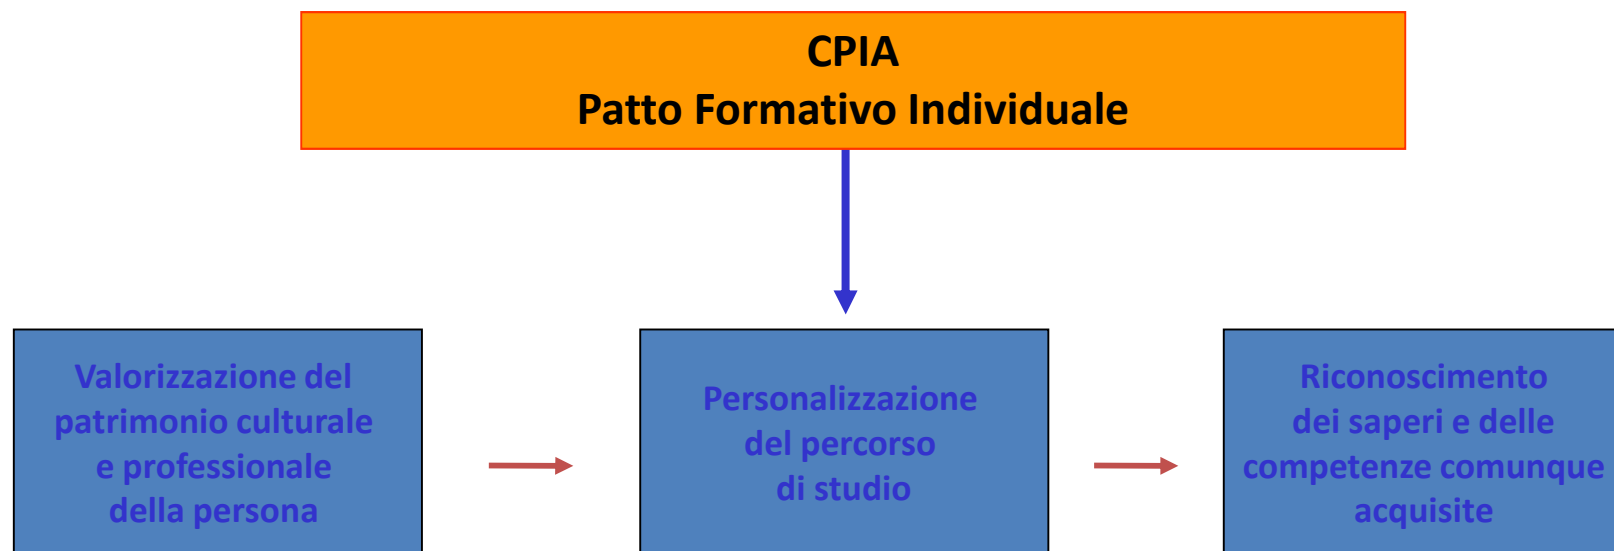 CPIA
Patto Formativo Individuale
Valorizzazione del
patrimonio culturale
e professionale
della persona
Personalizzazione
del percorso
di studio
Riconoscimento
dei saperi e delle
competenze comunque
acquisite